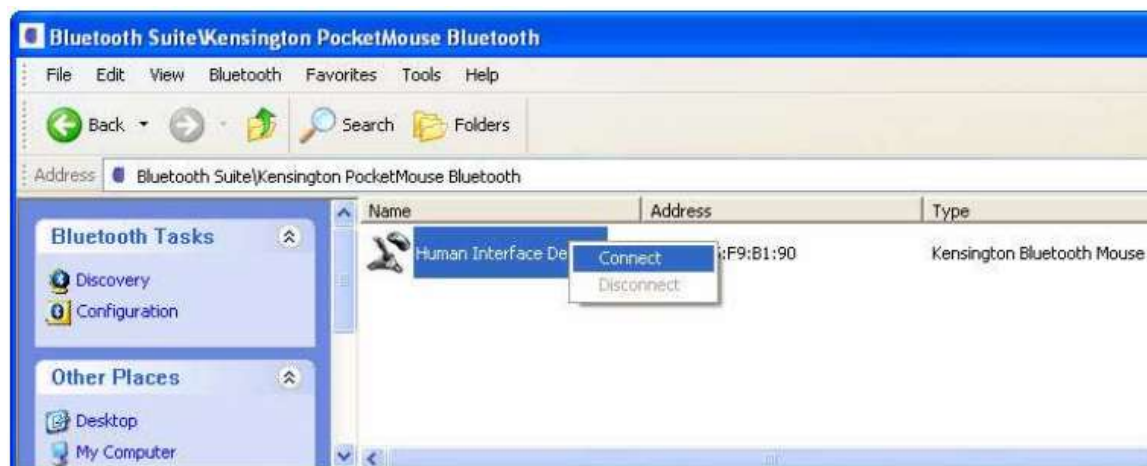 Bluetooth Suite\Kensington PocketMouse Bluetooth
File Edit View Bluetooth Favorites Tools Help
Back Search Folders
Address Bluetooth Suite\Kensington PocketMouse Bluetooth
Bluetooth Tasks
Discovery
Configuration
Other Places
Desktop
My Computer
Name Address Type
Human Interface De :F9:B1:90 Kensington Bluetooth Mouse
Connect
Disconnect